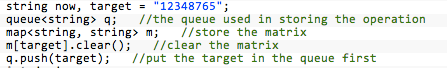 string now, target = "12348765";
queue<string> q;   //the queue used in storing the operation
map<string, string> m;   //store the matrix
m[target].clear();   //clear the matrix
q.push(target);   //put the target in the queue first